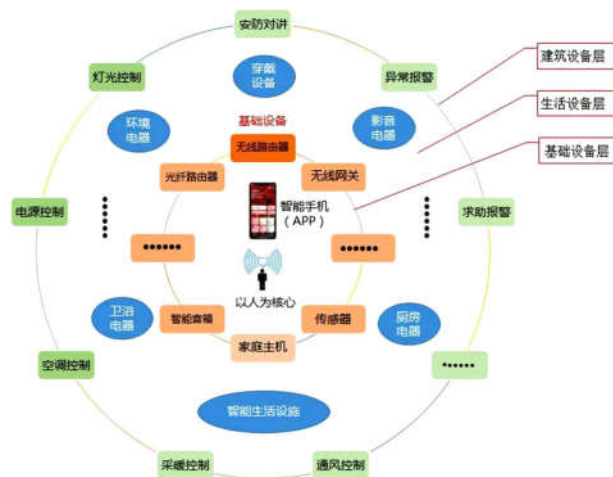 安防对讲
灯光控制
异常报警
建筑设备层
穿戴
设备
生活设备层
环境
电器
基础设备
影音
电器
无线路由器
基础设备层
光纤路由器
无线网关
电源控制
智能手机
(APP)
求助报警
••••••
••••••
••••••
••••••
以人为核心
卫浴
电器
智能音箱
传感器
厨房
电器
家庭主机
空调控制
••••••
智能生活设施
采暖控制
通风控制